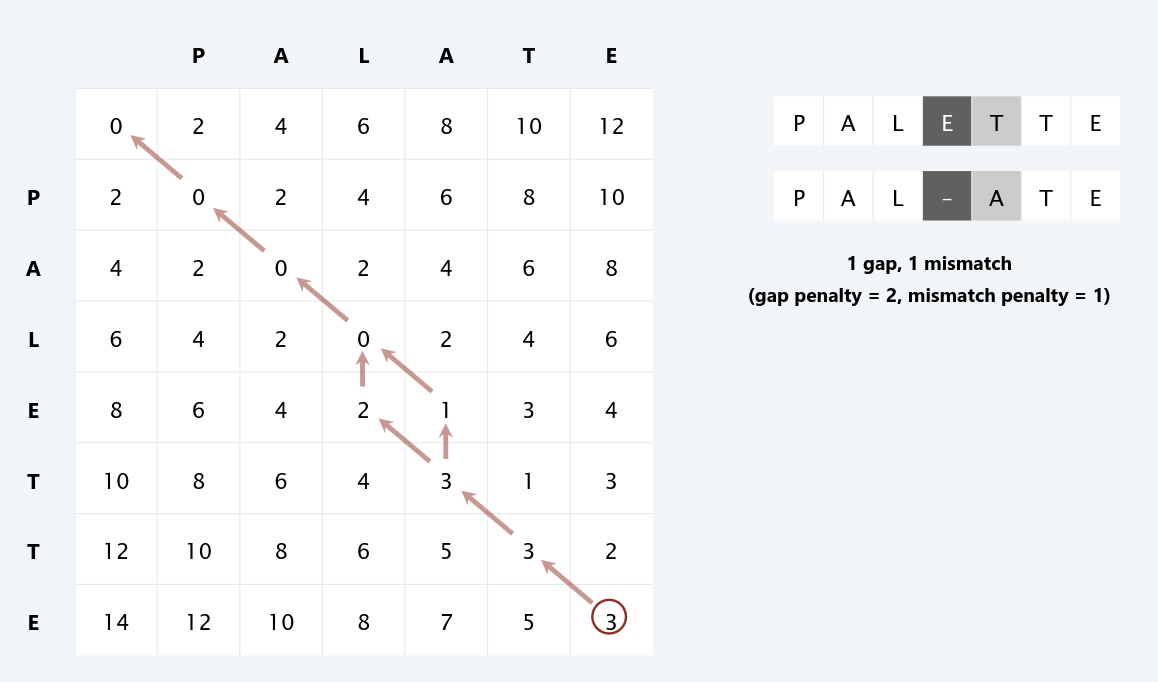 P A L A T E
0 2 4 6 8 10 12
P 2 0 2 4 6 8 10
A 4 2 0 2 4 6 8
L 6 4 2 0 2 4 6
E 8 6 4 2 1 3 4
T 10 8 6 4 3 1 3
T 12 10 8 6 5 3 2
E 14 12 10 8 7 5 3
P A L E T T E
P A L – A T E
1 gap, 1 mismatch
(gap penalty = 2, mismatch penalty = 1)